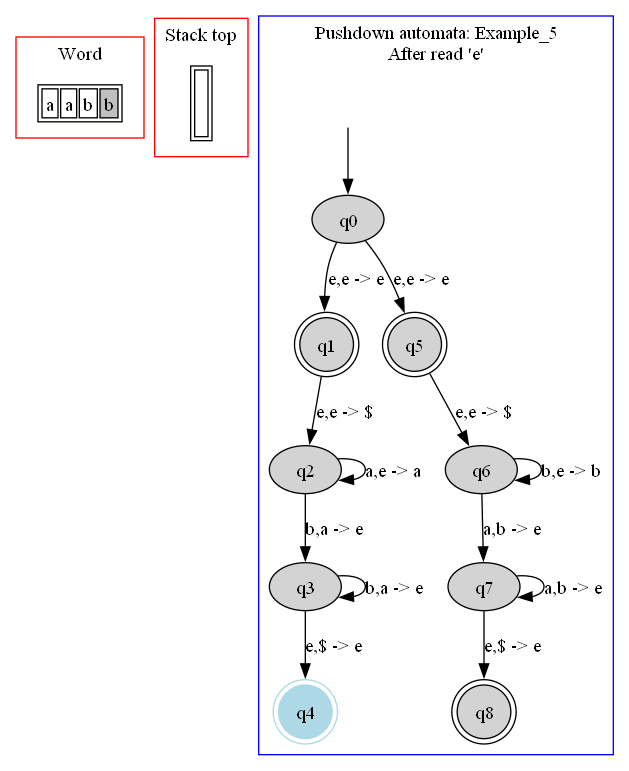 Word
a a b b
Stack top
Pushdown automata: Example_5
After read 'e'
q0
e,e -> e
e,e -> e
q1
q5
e,e -> $
e,e -> $
q2
a,e -> a
q6
b,e -> b
b,a -> e
a,b -> e
q3
b,a -> e
q7
a,b -> e
e,$ -> e
e,$ -> e
q4
q8